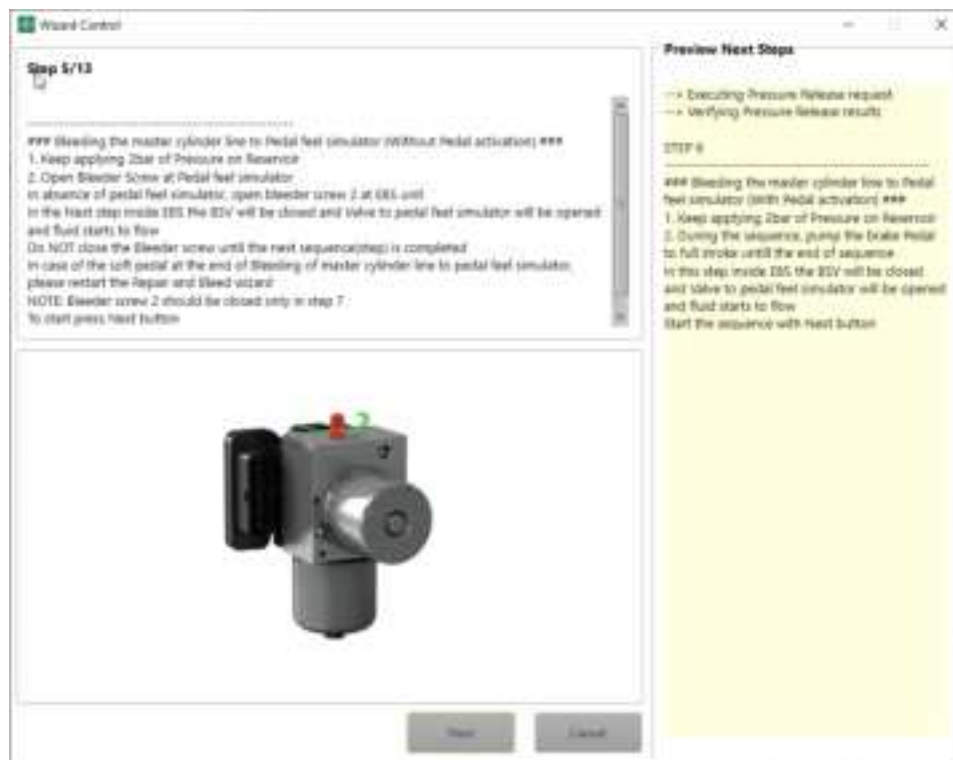 Wizard Control
Step 5/13
### Bleeding the master cylinder line to Pedal feel simulator (Without Pedal activation) ###
1. Keep applying 2bar of Pressure on Reservoir
2. Open Bleeder Screw at Pedal feel simulator
In absence of pedal feel simulator, open bleeder screw 2 at EBS unit
In the Next step inside EBS the BSV will be closed and Valve to pedal feel simulator will be opened
and fluid starts to flow
Do NOT close the Bleeder screw until the next sequence(step) is completed
In case of the soft pedal at the end of Bleeding of master cylinder line to pedal feel simulator,
please restart the Repair and Bleed wizard
NOTE: Bleeder screw 2 should be closed only in step 7
To start press Next button
2
Next
Cancel
Preview Next Steps
--> Executing Pressure Release request
--> Verifying Pressure Release results
STEP 6
### Bleeding the master cylinder line to Pedal
feel simulator (With Pedal activation) ###
1. Keep applying 2bar of Pressure on Reservoir
2. During the sequence, pump the Brake Pedal
to full stroke until the end of sequence
In this step inside EBS the BSV will be closed
and Valve to pedal feel simulator will be opened
and fluid starts to flow
Start the sequence with Next button